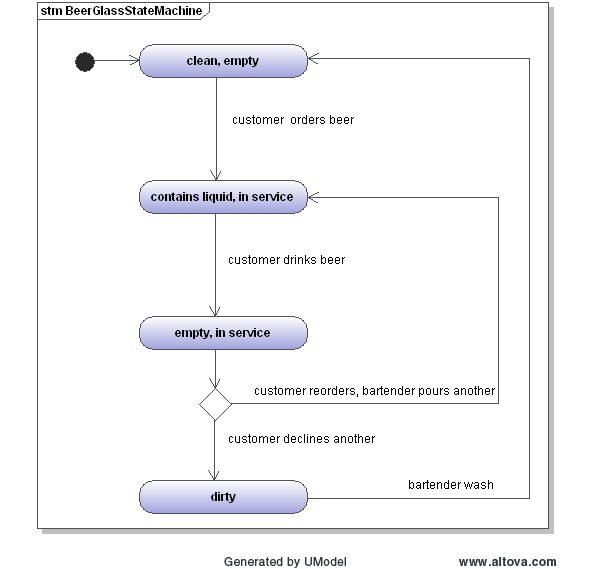 stm BeerGlassStateMachine
clean, empty
customer orders beer
contains liquid, in service
customer drinks beer
empty, in service
customer reorders, bartender pours another
customer declines another
bartender wash
dirty
Generated by UModel
www.altova.com